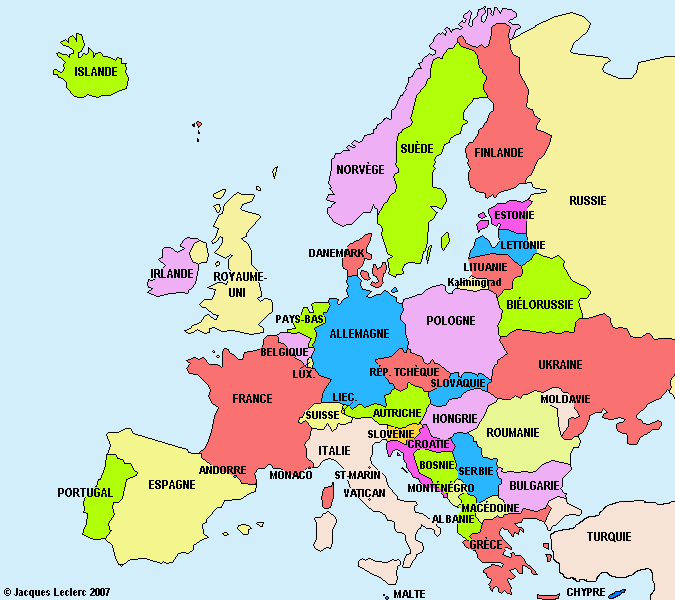 ISLANDE
SUÈDE
NORVÈGE
FINLANDE
RUSSIE
ESTONIE
LETTONIE
DANEMARK
LITUANIE
Kaliningrad
IRLANDE
ROYAUME-
UNI
BIÉLORUSSIE
PAYS-BAS
ALLEMAGNE
POLOGNE
BELGIQUE
LUX.
RÉP. TCHÈQUE
UKRAINE
SLOVAQUIE
FRANCE
LIEC.
MOLDAVIE
SUISSE
AUTRICHE
HONGRIE
SLOVÉNIE
ROUMANIE
ITALIE
CROATIE
ANDORRE
MONACO
ST-MARIN
BOSNIE
SERBIE
ESPAGNE
PORTUGAL
VATICAN
MONTÉNÉGRO
BULGARIE
MACÉDOINE
ALBANIE
TURQUIE
GRÈCE
© Jacques Leclerc 2007
MALTE
CHYPRE